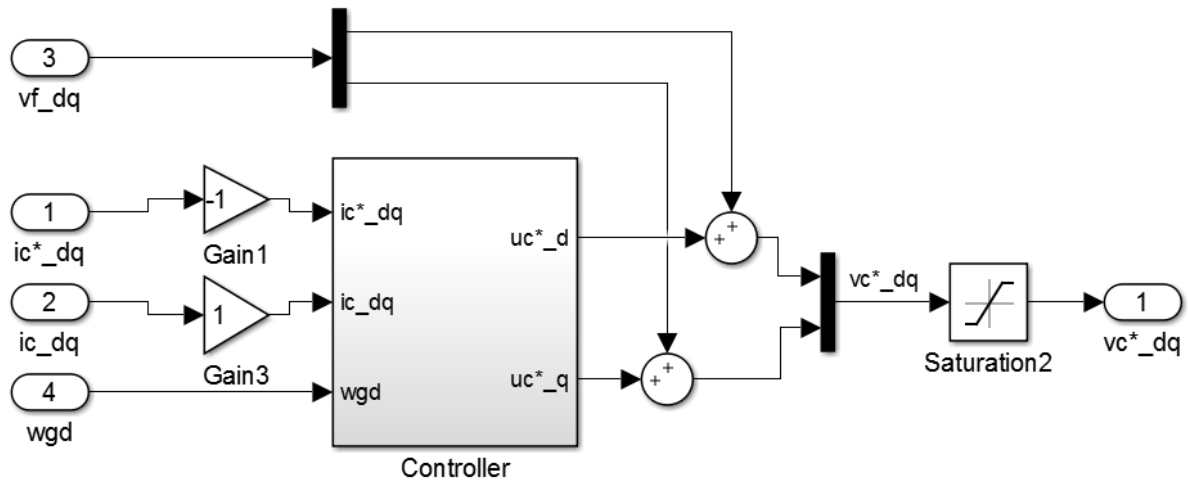 3
vf_dq
1
ic*_dq
-1
Gain1
2
ic_dq
1
Gain3
4
wgd
ic*_dq
ic_dq
wgd
uc*_d
uc*_q
Controller
+
+
+
+
vc*_dq
Saturation2
1
vc*_dq